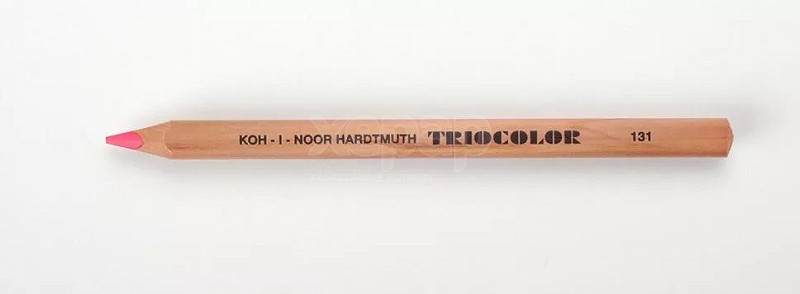 KOH - I - NOOR HARDTMUTH TRIOCOLOR 131